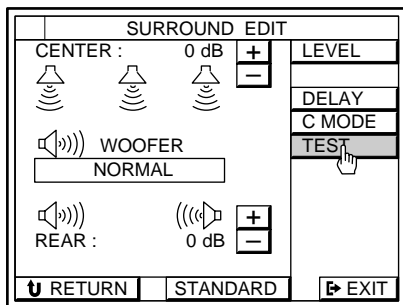 SURROUND EDIT
CENTER : 0 dB + LEVEL
–
DELAY
C MODE
WOOFER TEST
NORMAL
+
REAR : 0 dB –
RETURN STANDARD EXIT